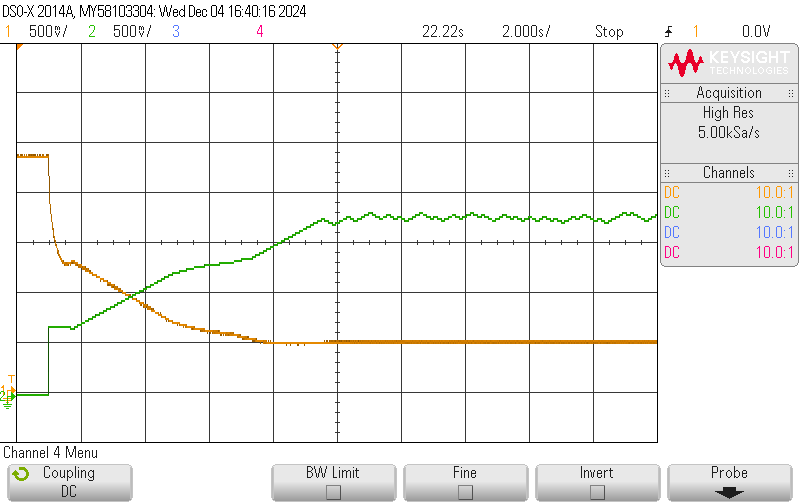 DSO-X 2014A, MY58103304: Wed Dec 04 16:40:16 2024
1 500mV/ 2 500mV/ 3 4 22.22s 2.000s/ Stop 1 0.0V
KEYSIGHT
TECHNOLOGIES
Acquisition
High Res
5.00kSa/s
Channels
DC 10.0:1
DC 10.0:1
DC 10.0:1
DC 10.0:1
T
1
2
Channel 4 Menu
Coupling
DC
BW Limit
Fine
Invert
Probe